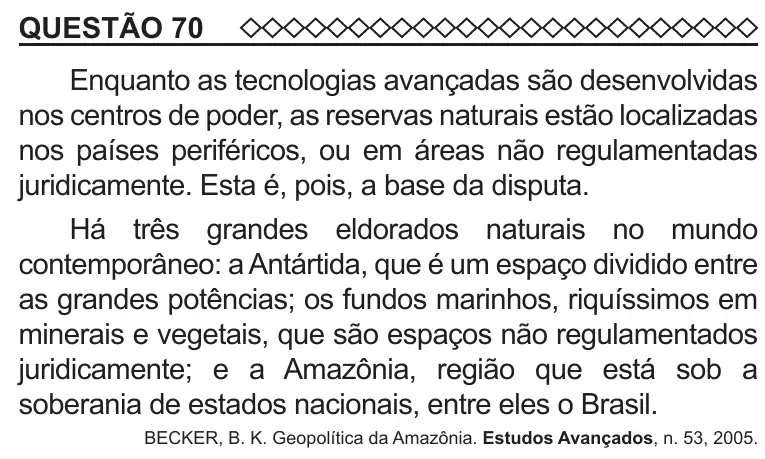 QUESTÃO 70
Enquanto as tecnologias avançadas são desenvolvidas
nos centros de poder, as reservas naturais estão localizadas
nos países periféricos, ou em áreas não regulamentadas
juridicamente. Esta é, pois, a base da disputa.
Há três grandes eldorados naturais no mundo
contemporâneo: a Antártida, que é um espaço dividido entre
as grandes potências; os fundos marinhos, riquíssimos em
minerais e vegetais, que são espaços não regulamentados
juridicamente; e a Amazônia, região que está sob a
soberania de estados nacionais, entre eles o Brasil.
BECKER, B. K. Geopolítica da Amazônia. Estudos Avançados, n. 53, 2005.